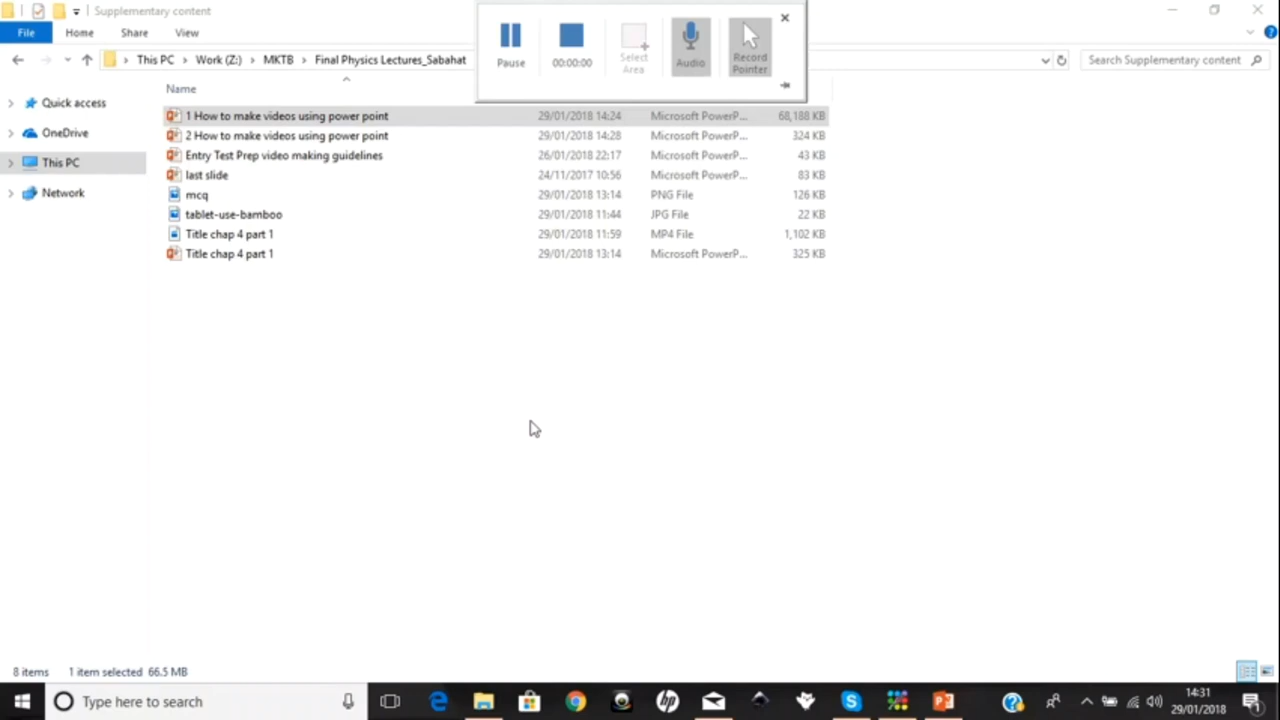 Supplementary content
File Home Share View
This PC Work (Z:) MKTB Final Physics Lectures_Sabahat
Search Supplementary content
Pause 00:00:00 Select Area Audio Record Pointer
Name
Quick access
OneDrive
This PC
Network
1 How to make videos using power point 29/01/2018 14:24 Microsoft PowerP... 68,188 KB
2 How to make videos using power point 29/01/2018 14:28 Microsoft PowerP... 324 KB
Entry Test Prep video making guidelines 26/01/2018 22:17 Microsoft PowerP... 43 KB
last slide 24/11/2017 10:56 Microsoft PowerP... 83 KB
mcq 29/01/2018 13:14 PNG File 126 KB
tablet-use-bamboo 29/01/2018 11:44 JPG File 22 KB
Title chap 4 part 1 29/01/2018 11:59 MP4 File 1,102 KB
Title chap 4 part 1 29/01/2018 13:14 Microsoft PowerP... 325 KB
8 items 1 item selected 66.5 MB
Type here to search
14:31
29/01/2018